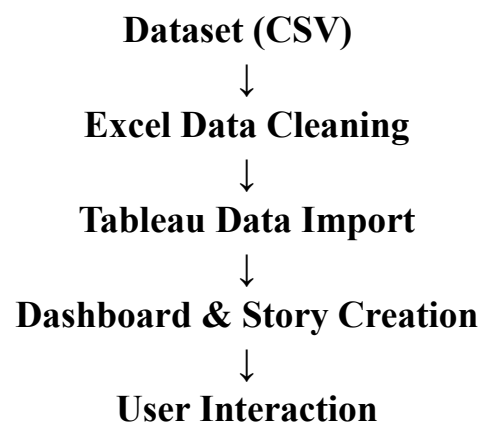 Dataset (CSV)
↓
Excel Data Cleaning
↓
Tableau Data Import
↓
Dashboard & Story Creation
↓
User Interaction